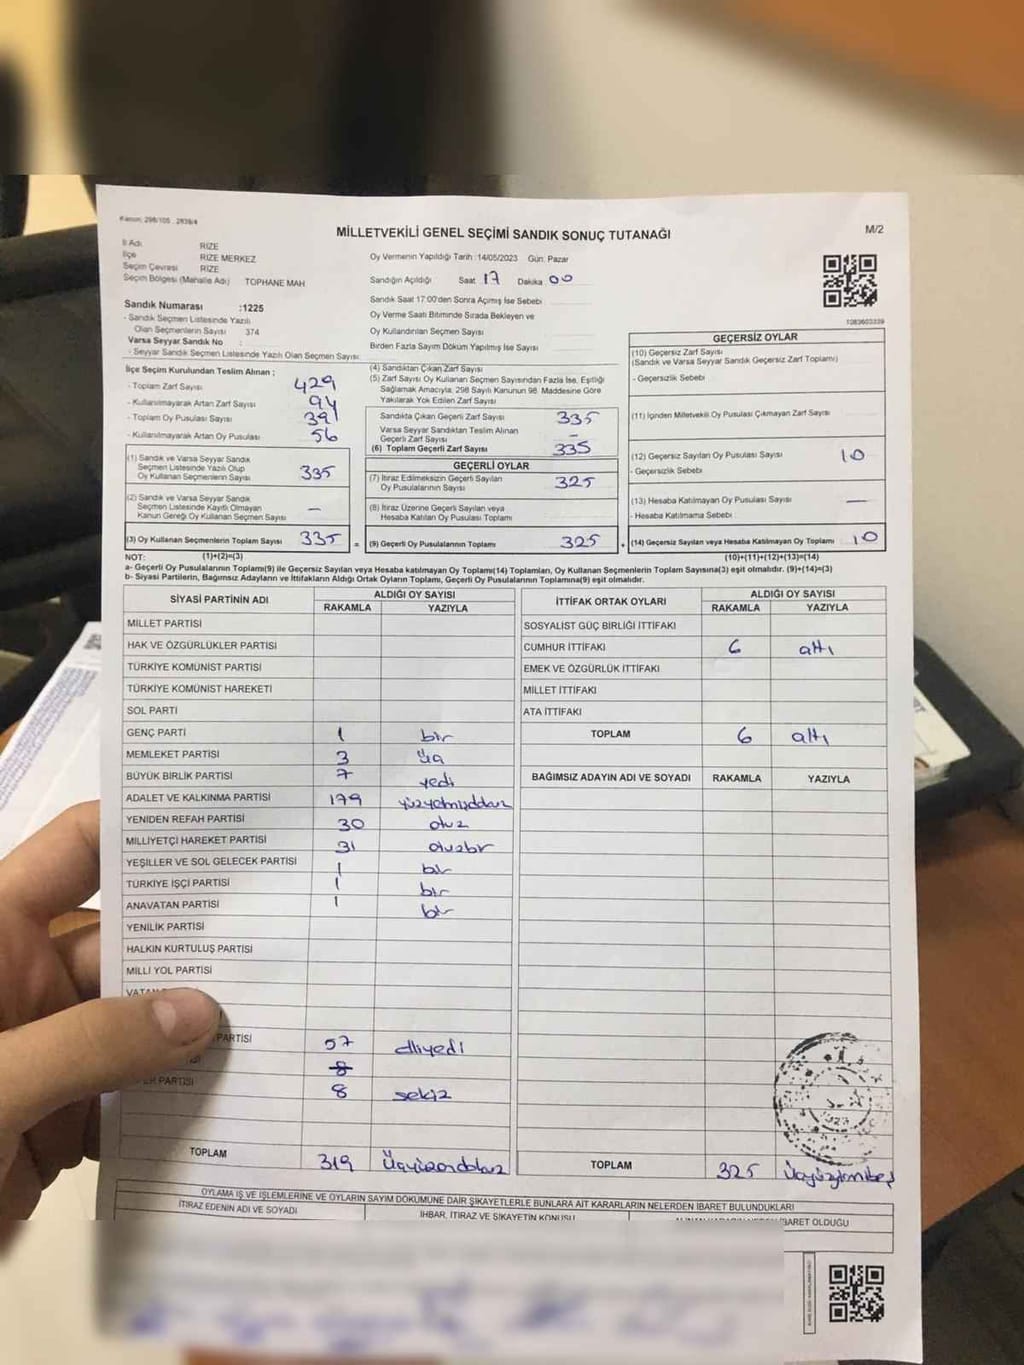 Kanun: 298/105 . 2839/4
MİLLETVEKİLİ GENEL SEÇİMİ SANDIK SONUÇ TUTANAĞI
M/2
İl Adı RİZE
İlçe RİZE MERKEZ
Seçim Çevrası RİZE
Seçim Bölgesi (Mahalle Adı) TOPHANE MAH
Sandık Numarası :1225
- Sandık Seçmen Listesinde Yazılı
Olan Seçmenlerin Sayısı 374
Varsa Seyyar Sandık No :
- Seyyar Sandık Seçmen Listesinde Yazılı Olan Seçmen Sayısı:
Oy Vermenin Yapıldığı Tarih :14/05/2023 Gün: Pazar
Sandığın Açıldığı Saat 17 Dakika 00
Sandık Saat 17:00'den Sonra Açımış İse Sebebi
Oy Verme Saati Bitiminde Sırada Bekleyen ve
Oy Kullandırılan Seçmen Sayısı
Birden Fazla Sayım Döküm Yapılmış İse Sayısı
1083603339
İlçe Seçim Kurulundan Teslim Alınan ;
- Toplam Zarf Sayısı 429
- Kullanılmayarak Artan Zarf Sayısı 94
- Toplam Oy Pusulası Sayısı 391
- Kullanılmayarak Artan Oy Pusulası 56
(1) Sandık ve Varsa Seyyar Sandık
Seçmen Listesinde Yazılı Olup
Oy Kullanan Seçmen Sayısı 335
(2) Sandık ve Varsa Seyyar Sandık
Seçmen Listesinde Kayıtlı Olmayan
Kanun Gereği Oy Kullanan Seçmen Sayısı –
(3) Oy Kullanan Seçmenlerin Toplam Sayısı 335 =
(4) Sandıktan Çıkan Zarf Sayısı
(5) Zarf Sayısı Oy Kullanan Seçmen Sayısından Fazla İse, Eşitliği
Sağlamak Amacıyla, 298 Sayılı Kanunun 98. Maddesine Göre
Yakılarak Yok Edilen Zarf Sayısı
Sandıkta Çıkan Geçerli Zarf Sayısı 335
Varsa Seyyar Sandıktan Teslim Alınan
Geçerli Zarf Sayısı –
(6) Toplam Geçerli Zarf Sayısı 335
GEÇERLİ OYLAR
(7) İtiraz Edilmeksizin Geçerli Sayılan
Oy Pusulalarının Sayısı 325
(8) İtiraz Üzerine Geçerli Sayılan veya
Hesaba Katılan Oy Pusulası Toplamı
(9) Geçerli Oy Pusulalarının Toplamı 325 +
GEÇERSİZ OYLAR
(10) Geçersiz Zarf Sayısı
(Sandık ve Varsa Seyyar Sandık Geçersiz Zarf Toplamı)
- Geçersizlik Sebebi
(11) İçinden Milletvekili Oy Pusulası Çıkmayan Zarf Sayısı
(12) Geçersiz Sayılan Oy Pusulası Sayısı 10
- Geçersizlik Sebebi
(13) Hesaba Katılmayan Oy Pusulası Sayısı —
- Hesaba Katılmama Sebebi :
(14) Geçersiz Sayılan veya Hesaba Katılmayan Oy Toplamı 10
NOT: (1)+(2)=(3) (10)+(11)+(12)+(13)=(14)
a- Geçerli Oy Pusulalarının Toplamı(9) ile Geçersiz Sayılan veya Hesaba katılmayan Oy Toplamı(14) Toplamları, Oy Kullanan Seçmenlerin Toplam Sayısına(3) eşit olmalıdır. (9)+(14)=(3)
b- Siyasi Partilerin, Bağımsız Adayların ve İttifakların Aldığı Ortak Oyların Toplamı, Geçerli Oy Pusulalarının Toplamına(9) eşit olmalıdır.
SİYASİ PARTİNİN ADI ALDIĞI OY SAYISI
RAKAMLA YAZIYLA
MİLLET PARTİSİ
HAK VE ÖZGÜRLÜKLER PARTİSİ
TÜRKİYE KOMÜNİST PARTİSİ
TÜRKİYE KOMÜNİST HAREKETİ
SOL PARTİ
GENÇ PARTİ 1 bir
MEMLEKET PARTİSİ 3 üç
BÜYÜK BİRLİK PARTİSİ 7 yedi
ADALET VE KALKINMA PARTİSİ 179
YENİDEN REFAH PARTİSİ 30 otuz
MİLLİYETÇİ HAREKET PARTİSİ 31 otuzbir
YEŞİLLER VE SOL GELECEK PARTİSİ 1 bir
TÜRKİYE İŞÇİ PARTİSİ 1 bir
ANAVATAN PARTİSİ 1 bir
YENİLİK PARTİSİ
HALKIN KURTULUŞ PARTİSİ
MİLLİ YOL PARTİSİ
VATAN
PARTİSİ 57 elliyedi
8
PARTİSİ 8 sekiz
TOPLAM 319 Üçyüzondokuz
İTTİFAK ORTAK OYLARI ALDIĞI OY SAYISI
RAKAMLA YAZIYLA
SOSYALİST GÜÇ BİRLİĞİ İTTİFAKI
CUMHUR İTTİFAKI 6 altı
EMEK VE ÖZGÜRLÜK İTTİFAKI
MİLLET İTTİFAKI
ATA İTTİFAKI
TOPLAM 6 altı
BAĞIMSIZ ADAYIN ADI VE SOYADI RAKAMLA YAZIYLA
TOPLAM 325 Üçyüzyirmibeş
OYLAMA İŞ VE İŞLEMLERİNE VE OYLARIN SAYIM DÖKÜMÜNE DAİR ŞİKAYETLERLE BUNLARA AİT KARARLARIN NELERDEN İBARET BULUNDUKLARI
İTİRAZ EDENİN ADI VE SOYADI
İHBAR, İTİRAZ VE ŞİKAYETİN KONUSU
İBARET OLDUĞU